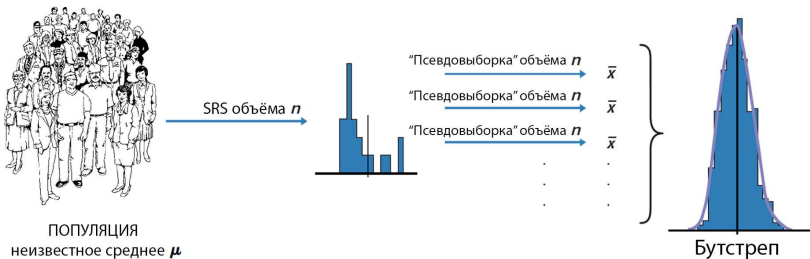 ПОПУЛЯЦИЯ
неизвестное среднее μ
SRS объёма n
"Псевдовыборка" объёма n
x̄
"Псевдовыборка" объёма n
x̄
"Псевдовыборка" объёма n
x̄
Бутстреп